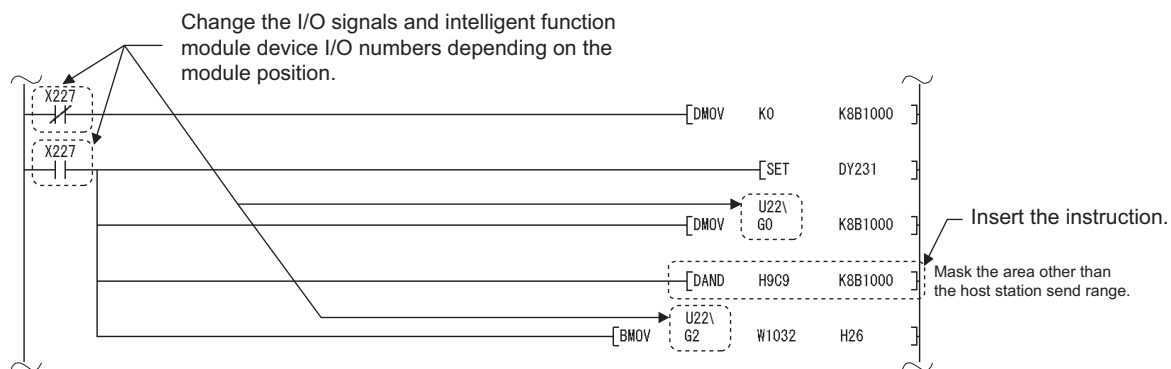 Change the I/O signals and intelligent function
module device I/O numbers depending on the
module position.
X227
DMOV K0 K8B1000
X227
SET DY231
U22\
DMOV G0 K8B1000
Insert the instruction.
DAND H9C9 K8B1000
Mask the area other than
the host station send range.
U22\
BMOV G2 W1032 H26